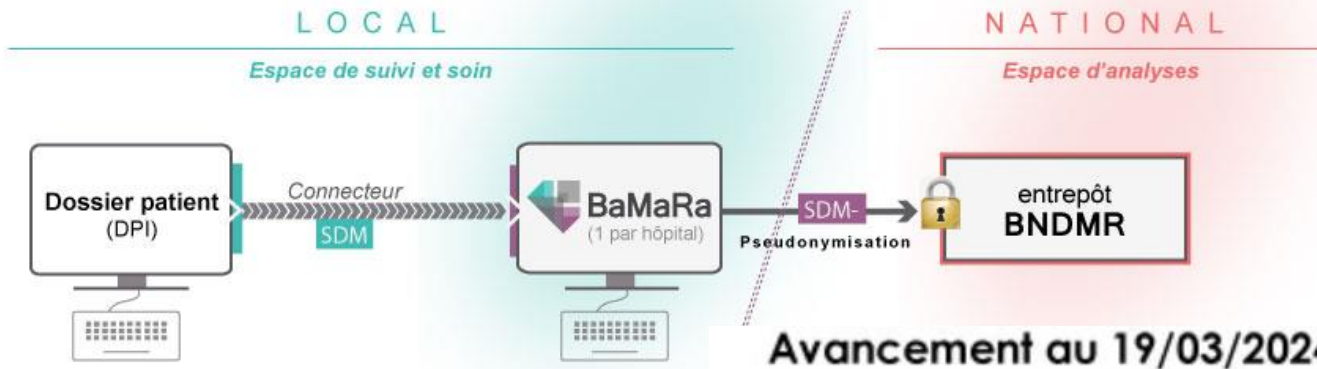 LOCAL
Espace de suivi et soin
NATIONAL
Espace d'analyses
Dossier patient
(DPI)
Connecteur
SDM
BaMaRa
(1 par hôpital)
SDM-
Pseudonymisation
entrepôt
BNDMR
Avancement au 19/03/2024